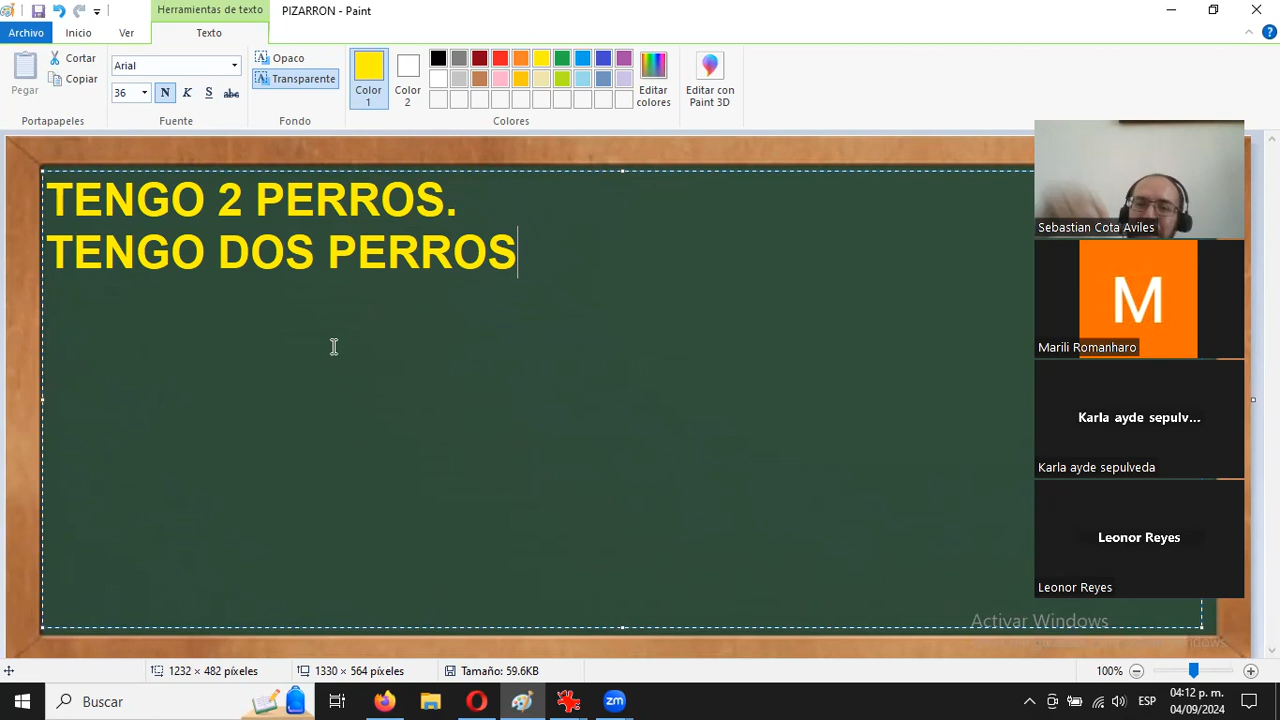 Herramientas de texto
PIZARRON - Paint
Archivo
Inicio
Ver
Texto
Pegar
Cortar
Copiar
Portapapeles
Arial
36
N K S abc
Fuente
Opaco
Transparente
Fondo
Color 1
Color 2
Editar colores
Colores
Editar con Paint 3D
TENGO 2 PERROS.
TENGO DOS PERROS
Sebastian Cota Aviles
M
Marili Romanharo
Karla ayde sepulv...
Karla ayde sepulveda
Leonor Reyes
Leonor Reyes
Activar Windows
1232 × 482 píxeles
1330 × 564 píxeles
Tamaño: 59.6KB
100%
Buscar
zm
ESP
04:12 p. m.
04/09/2024